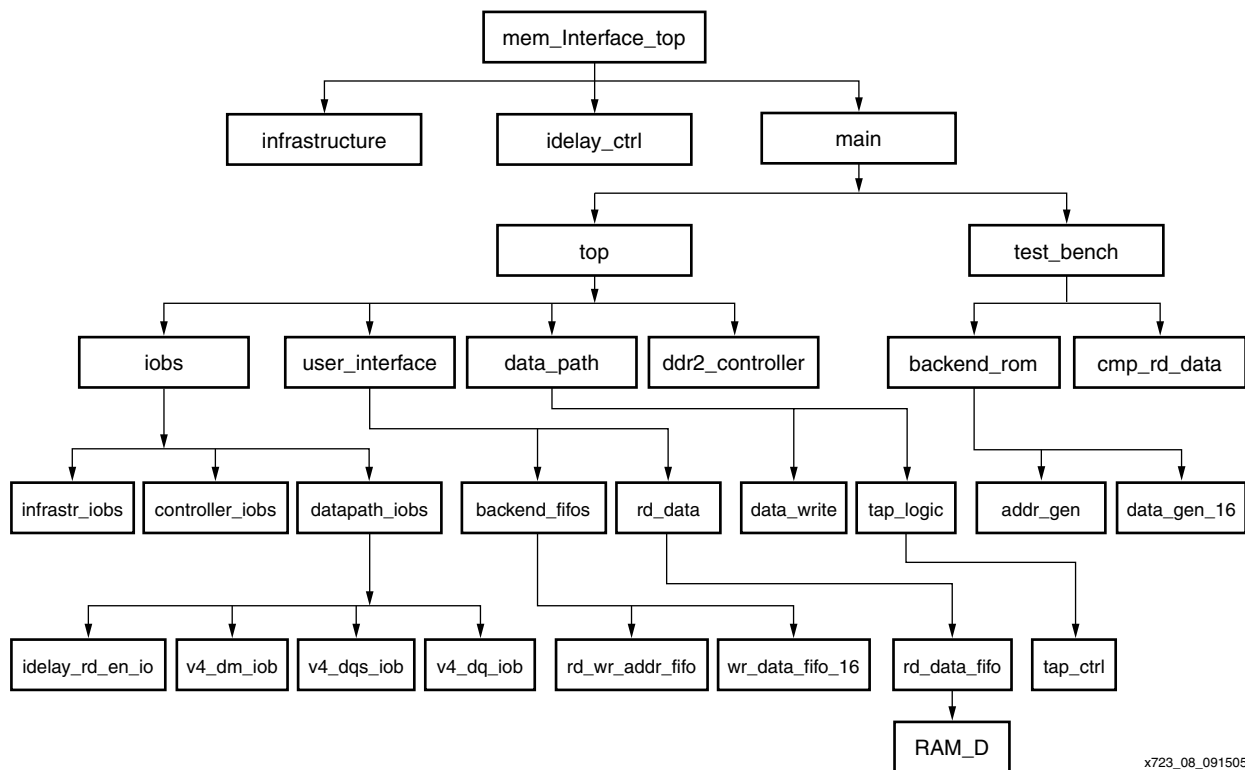 mem_Interface_top
infrastructure
idelay_ctrl
main
top
test_bench
iobs
user_interface
data_path
ddr2_controller
backend_rom
cmp_rd_data
infrastr_iobs
controller_iobs
datapath_iobs
backend_fifos
rd_data
data_write
tap_logic
addr_gen
data_gen_16
idelay_rd_en_io
v4_dm_iob
v4_dqs_iob
v4_dq_iob
rd_wr_addr_fifo
wr_data_fifo_16
rd_data_fifo
tap_ctrl
RAM_D
x723_08_091505